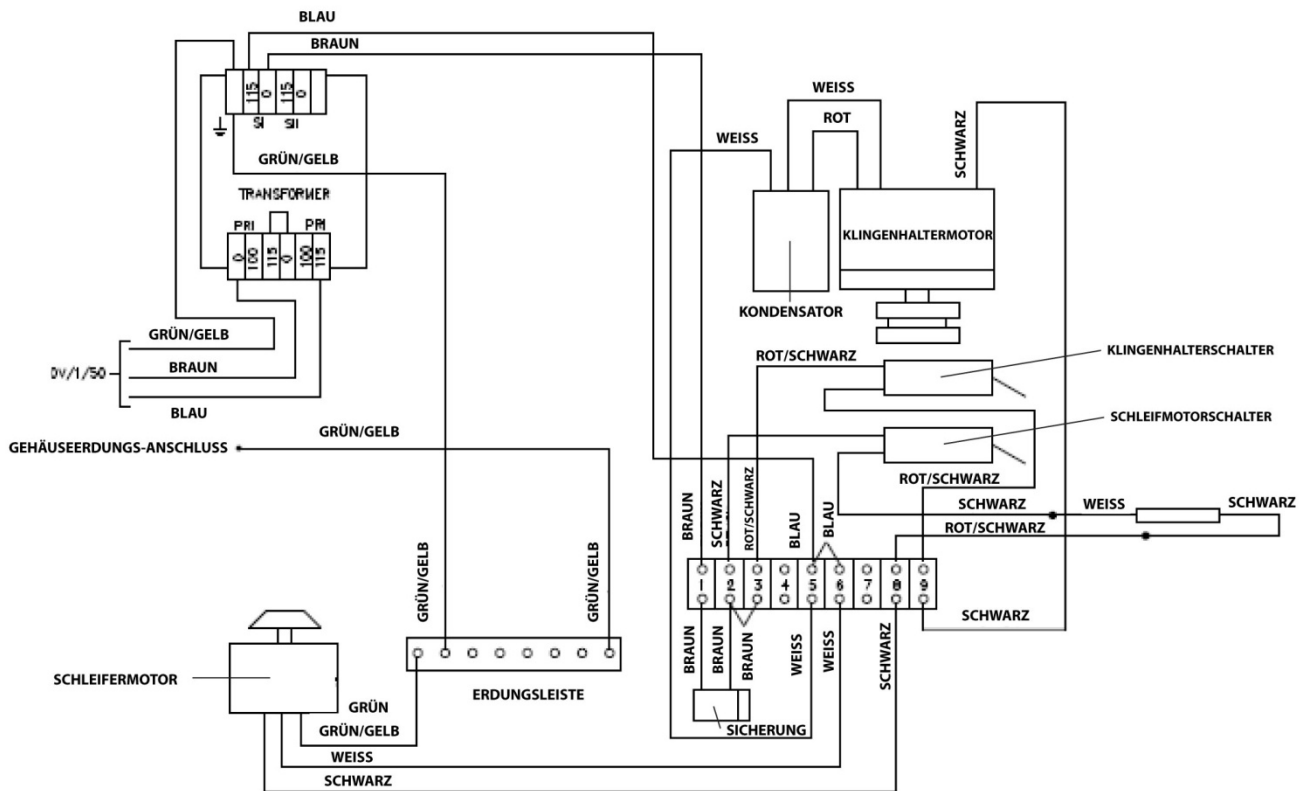 BLAU
BRAUN
115
0
115
0
SI
SII
GRÜN/GELB
TRANSFORMER
PRI
PRI
0
100
115
0
100
115
GRÜN/GELB
0V/1/50
BRAUN
BLAU
GEHÄUSEERDUNGS-ANSCHLUSS
GRÜN/GELB
WEISS
ROT
WEISS
SCHWARZ
KLINGENHALTERMOTOR
KONDENSATOR
ROT/SCHWARZ
KLINGENHALTERSCHALTER
SCHLEIFMOTORSCHALTER
ROT/SCHWARZ
SCHWARZ
WEISS
SCHWARZ
ROT/SCHWARZ
BRAUN
SCHWARZ
ROT/SCHWARZ
BLAU
BLAU
1
2
3
4
5
6
7
8
9
SCHWARZ
BRAUN
BRAUN
BRAUN
WEISS
WEISS
SCHWARZ
SICHERUNG
GRÜN/GELB
GRÜN/GELB
ERDUNGSLEISTE
SCHLEIFERMOTOR
GRÜN
GRÜN/GELB
WEISS
SCHWARZ